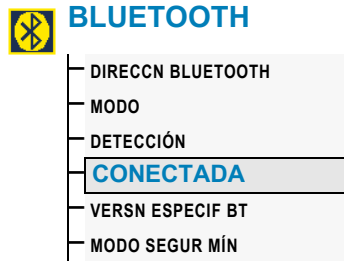 BLUETOOTH
DIRECCN BLUETOOTH
MODO
DETECCIÓN
CONECTADA
VERSN ESPECIF BT
MODO SEGUR MÍN